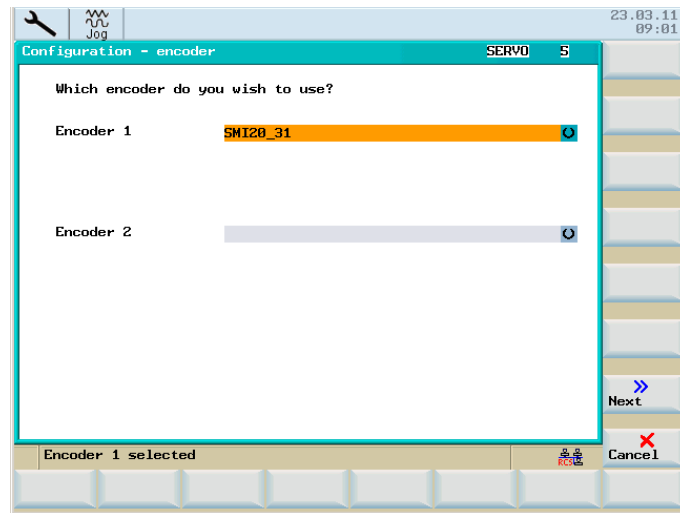 23.03.11
09:01
Jog
Configuration - encoder SERVO 5
Which encoder do you wish to use?
Encoder 1 SMI20_31
Encoder 2
Next
Cancel
Encoder 1 selected RCS